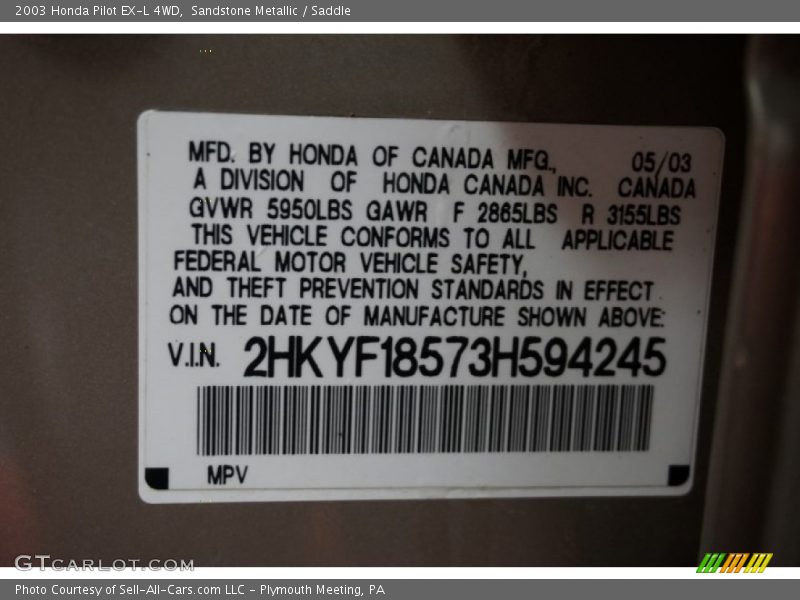 2003 Honda Pilot EX-L 4WD, Sandstone Metallic / Saddle
MFD. BY HONDA OF CANADA MFG., 05/03
A DIVISION OF HONDA CANADA INC. CANADA
GVWR 5950LBS GAWR F 2865LBS R 3155LBS
THIS VEHICLE CONFORMS TO ALL APPLICABLE
FEDERAL MOTOR VEHICLE SAFETY,
AND THEFT PREVENTION STANDARDS IN EFFECT
ON THE DATE OF MANUFACTURE SHOWN ABOVE:
V.I.N. 2HKYF18573H594245
MPV
GTCARLOT.COM
Photo Courtesy of Sell-All-Cars.com LLC - Plymouth Meeting, PA